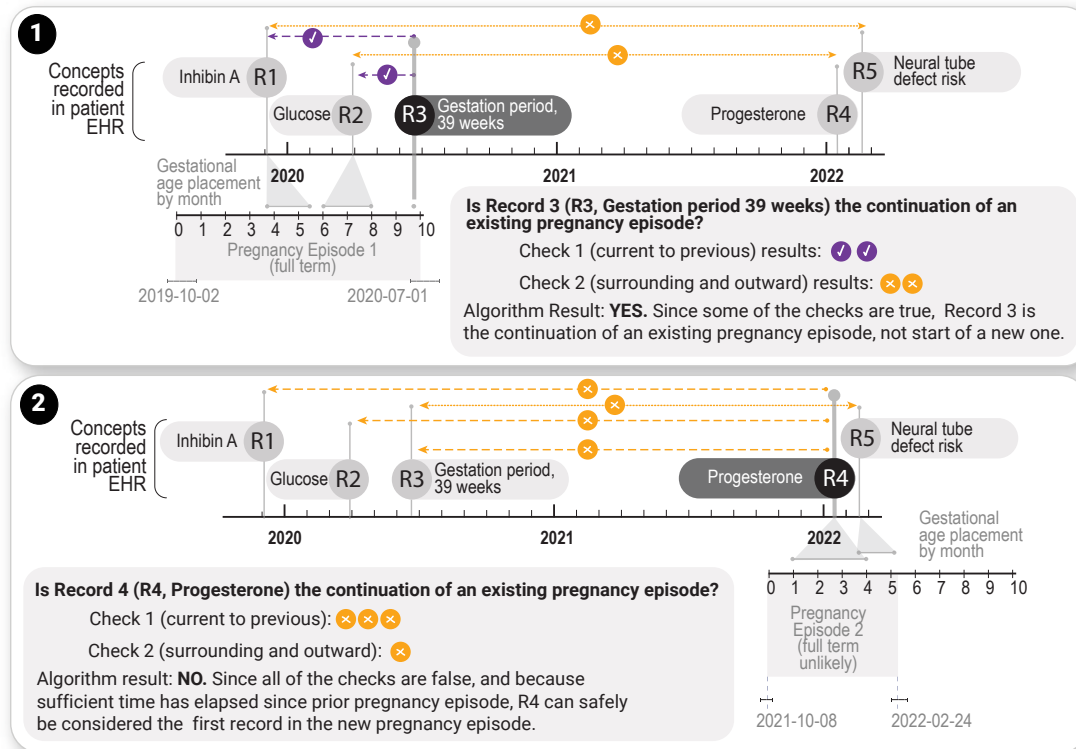 1
Concepts
recorded
in patient
EHR
Inhibin A R1
Glucose R2
R3 Gestation period,
39 weeks
Progesterone R4
R5 Neural tube
defect risk
2020 2021 2022
Gestational
age placement
by month
0 1 2 3 4 5 6 7 8 9 10
Pregnancy Episode 1
(full term)
2019-10-02 2020-07-01
Is Record 3 (R3, Gestation period 39 weeks) the continuation of an
existing pregnancy episode?
Check 1 (current to previous) results:
Check 2 (surrounding and outward) results:
Algorithm Result: YES. Since some of the checks are true, Record 3 is
the continuation of an existing pregnancy episode, not start of a new one.
2
Concepts
recorded
in patient
EHR
Inhibin A R1
Glucose R2
R3 Gestation period,
39 weeks
Progesterone R4
R5 Neural tube
defect risk
2020 2021 2022
Gestational
age placement
by month
0 1 2 3 4 5 6 7 8 9 10
Pregnancy
Episode 2
(full term
unlikely)
2021-10-08 2022-02-24
Is Record 4 (R4, Progesterone) the continuation of an existing pregnancy episode?
Check 1 (current to previous):
Check 2 (surrounding and outward):
Algorithm result: NO. Since all of the checks are false, and because
sufficient time has elapsed since prior pregnancy episode, R4 can safely
be considered the first record in the new pregnancy episode.